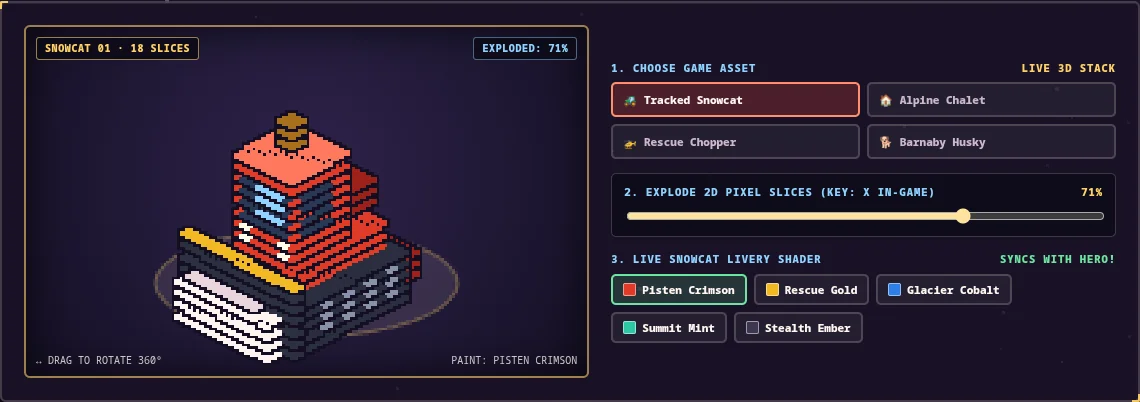 SNOWCAT 01 · 18 SLICES
EXPLODED: 71%
↔ DRAG TO ROTATE 360°
PAINT: PISTEN CRIMSON
1. CHOOSE GAME ASSET
LIVE 3D STACK
Tracked Snowcat
Alpine Chalet
Rescue Chopper
Barnaby Husky
2. EXPLODE 2D PIXEL SLICES (KEY: X IN-GAME)
71%
3. LIVE SNOWCAT LIVERY SHADER
SYNCS WITH HERO!
Pisten Crimson
Rescue Gold
Glacier Cobalt
Summit Mint
Stealth Ember